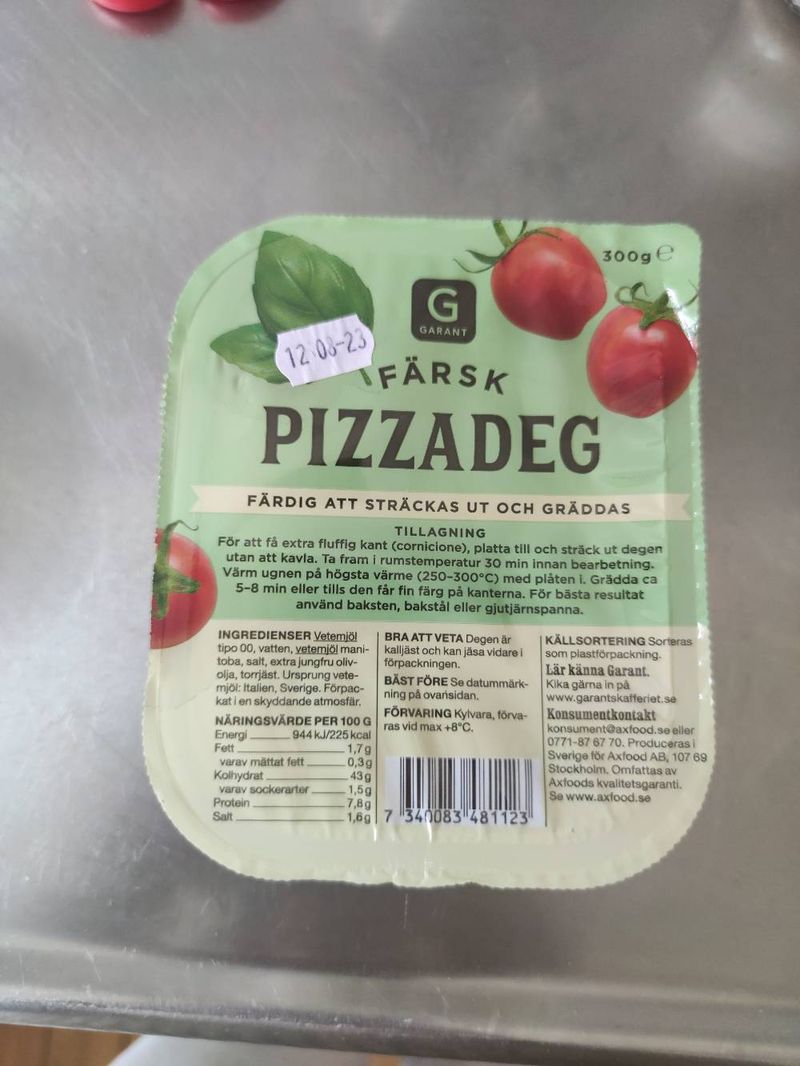 300g e
G
GARANT
12-08-23
FÄRSK
PIZZADEG
FÄRDIG ATT STRÄCKAS UT OCH GRÄDDAS
TILLAGNING
För att få extra fluffig kant (cornicione), platta till och sträck ut degen
utan att kavla. Ta fram i rumstemperatur 30 min innan bearbetning.
Värm ugnen på högsta värme (250-300°C) med plåten i. Grädda ca
5-8 min eller tills den får fin färg på kanterna. För bästa resultat
använd baksten, bakstål eller gjutjärnspanna.
INGREDIENSER Vetemjöl
tipo 00, vatten, vetemjöl mani-
toba, salt, extra jungfru oliv-
olja, torrjäst. Ursprung vete-
mjöl: Italien, Sverige. Förpac-
kat i en skyddande atmosfär.
NÄRINGSVÄRDE PER 100 G
Energi 944 kJ/225 kcal
Fett 1,7 g
varav mättat fett 0,3 g
Kolhydrat 43 g
varav sockerarter 1,5 g
Protein 7,8 g
Salt 1,6 g
BRA ATT VETA Degen är
kalljäst och kan jäsa vidare i
förpackningen.
BÄST FÖRE Se datummärk-
ning på ovansidan.
FÖRVARING Kylvara, förva-
ras vid max +8°C.
7 340083 481123
KÄLLSORTERING Sorteras
som plastförpackning.
Lär känna Garant.
Kika gärna in på
www.garantskafferiet.se
Konsumentkontakt
konsument@axfood.se eller
0771-87 67 70. Produceras i
Sverige för Axfood AB, 107 69
Stockholm. Omfattas av
Axfoods kvalitetsgaranti.
Se www.axfood.se